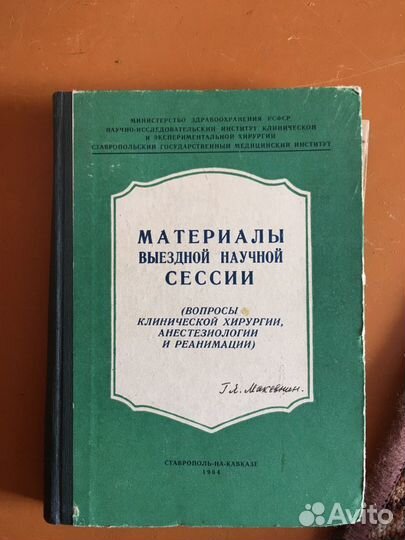 МИНИСТЕРСТВО ЗДРАВООХРАНЕНИЯ РСФСР
НАУЧНО-ИССЛЕДОВАТЕЛЬСКИЙ ИНСТИТУТ КЛИНИЧЕСКОЙ
И ЭКСПЕРИМЕНТАЛЬНОЙ ХИРУРГИИ
СТАВРОПОЛЬСКИЙ ГОСУДАРСТВЕННЫЙ МЕДИЦИНСКИЙ ИНСТИТУТ
МАТЕРИАЛЫ
ВЫЕЗДНОЙ НАУЧНОЙ
СЕССИИ
(ВОПРОСЫ
КЛИНИЧЕСКОЙ ХИРУРГИИ,
АНЕСТЕЗИОЛОГИИ
И РЕАНИМАЦИИ)
СТАВРОПОЛЬ-НА-КАВКАЗЕ
1964
Avito